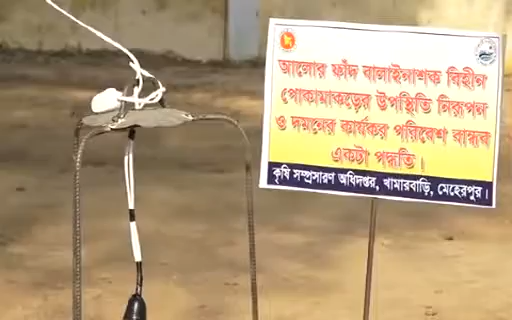 আলোর ফাঁদ বালাইনাশক বিহীন
পোকামাকড়ের উপস্থিতি নিরূপন
ও দমনের কার্যকর পরিবেশ বান্ধব
একটা পদ্ধতি।
কৃষি সম্প্রসারণ অধিদপ্তর, খামারবাড়ি, মেহেরপুর।